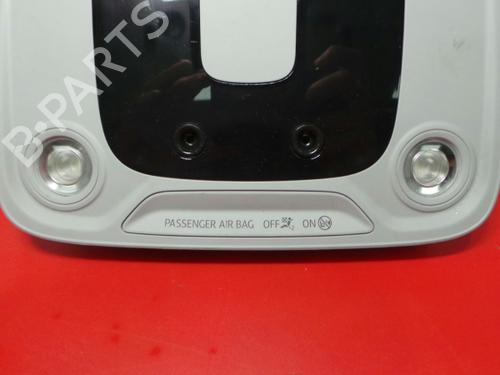 B-PARTS
PASSENGER AIR BAG OFF ON